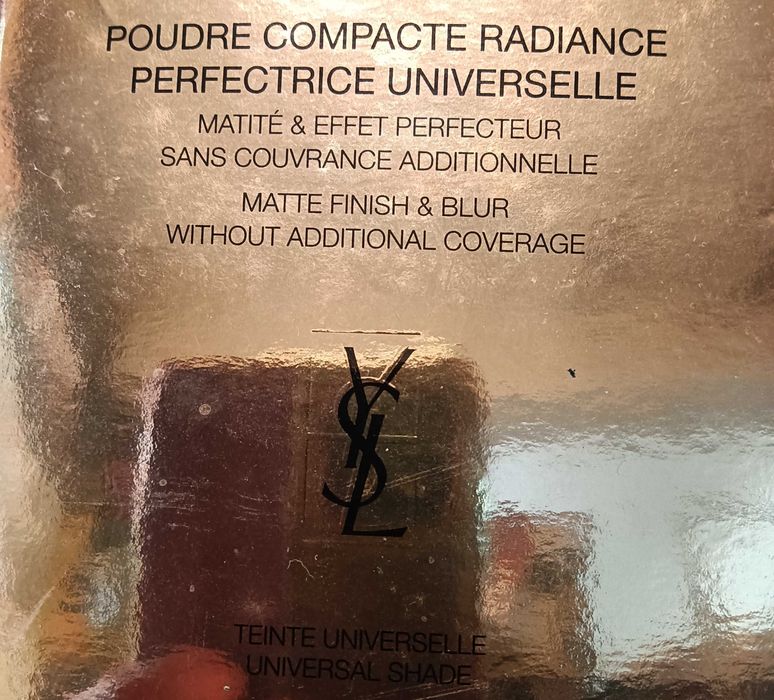 POUDRE COMPACTE RADIANCE
PERFECTRICE UNIVERSELLE
MATITÉ & EFFET PERFECTEUR
SANS COUVRANCE ADDITIONNELLE
MATTE FINISH & BLUR
WITHOUT ADDITIONAL COVERAGE
YSL
TEINTE UNIVERSELLE
UNIVERSAL SHADE